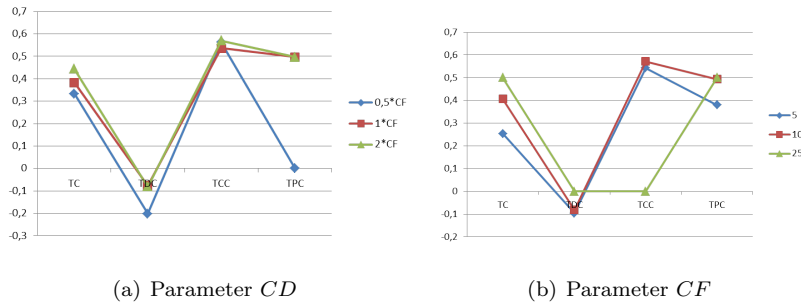 0,7
0,6
0,5
0,4
0,3
0,2
0,1
0
-0,1
-0,2
-0,3
TC
TDC
TCC
TPC
0,5*CF
1*CF
2*CF
(a) Parameter CD
0,7
0,6
0,5
0,4
0,3
0,2
0,1
0
-0,1
-0,2
TC
TDC
TCC
TPC
5
10
25
(b) Parameter CF